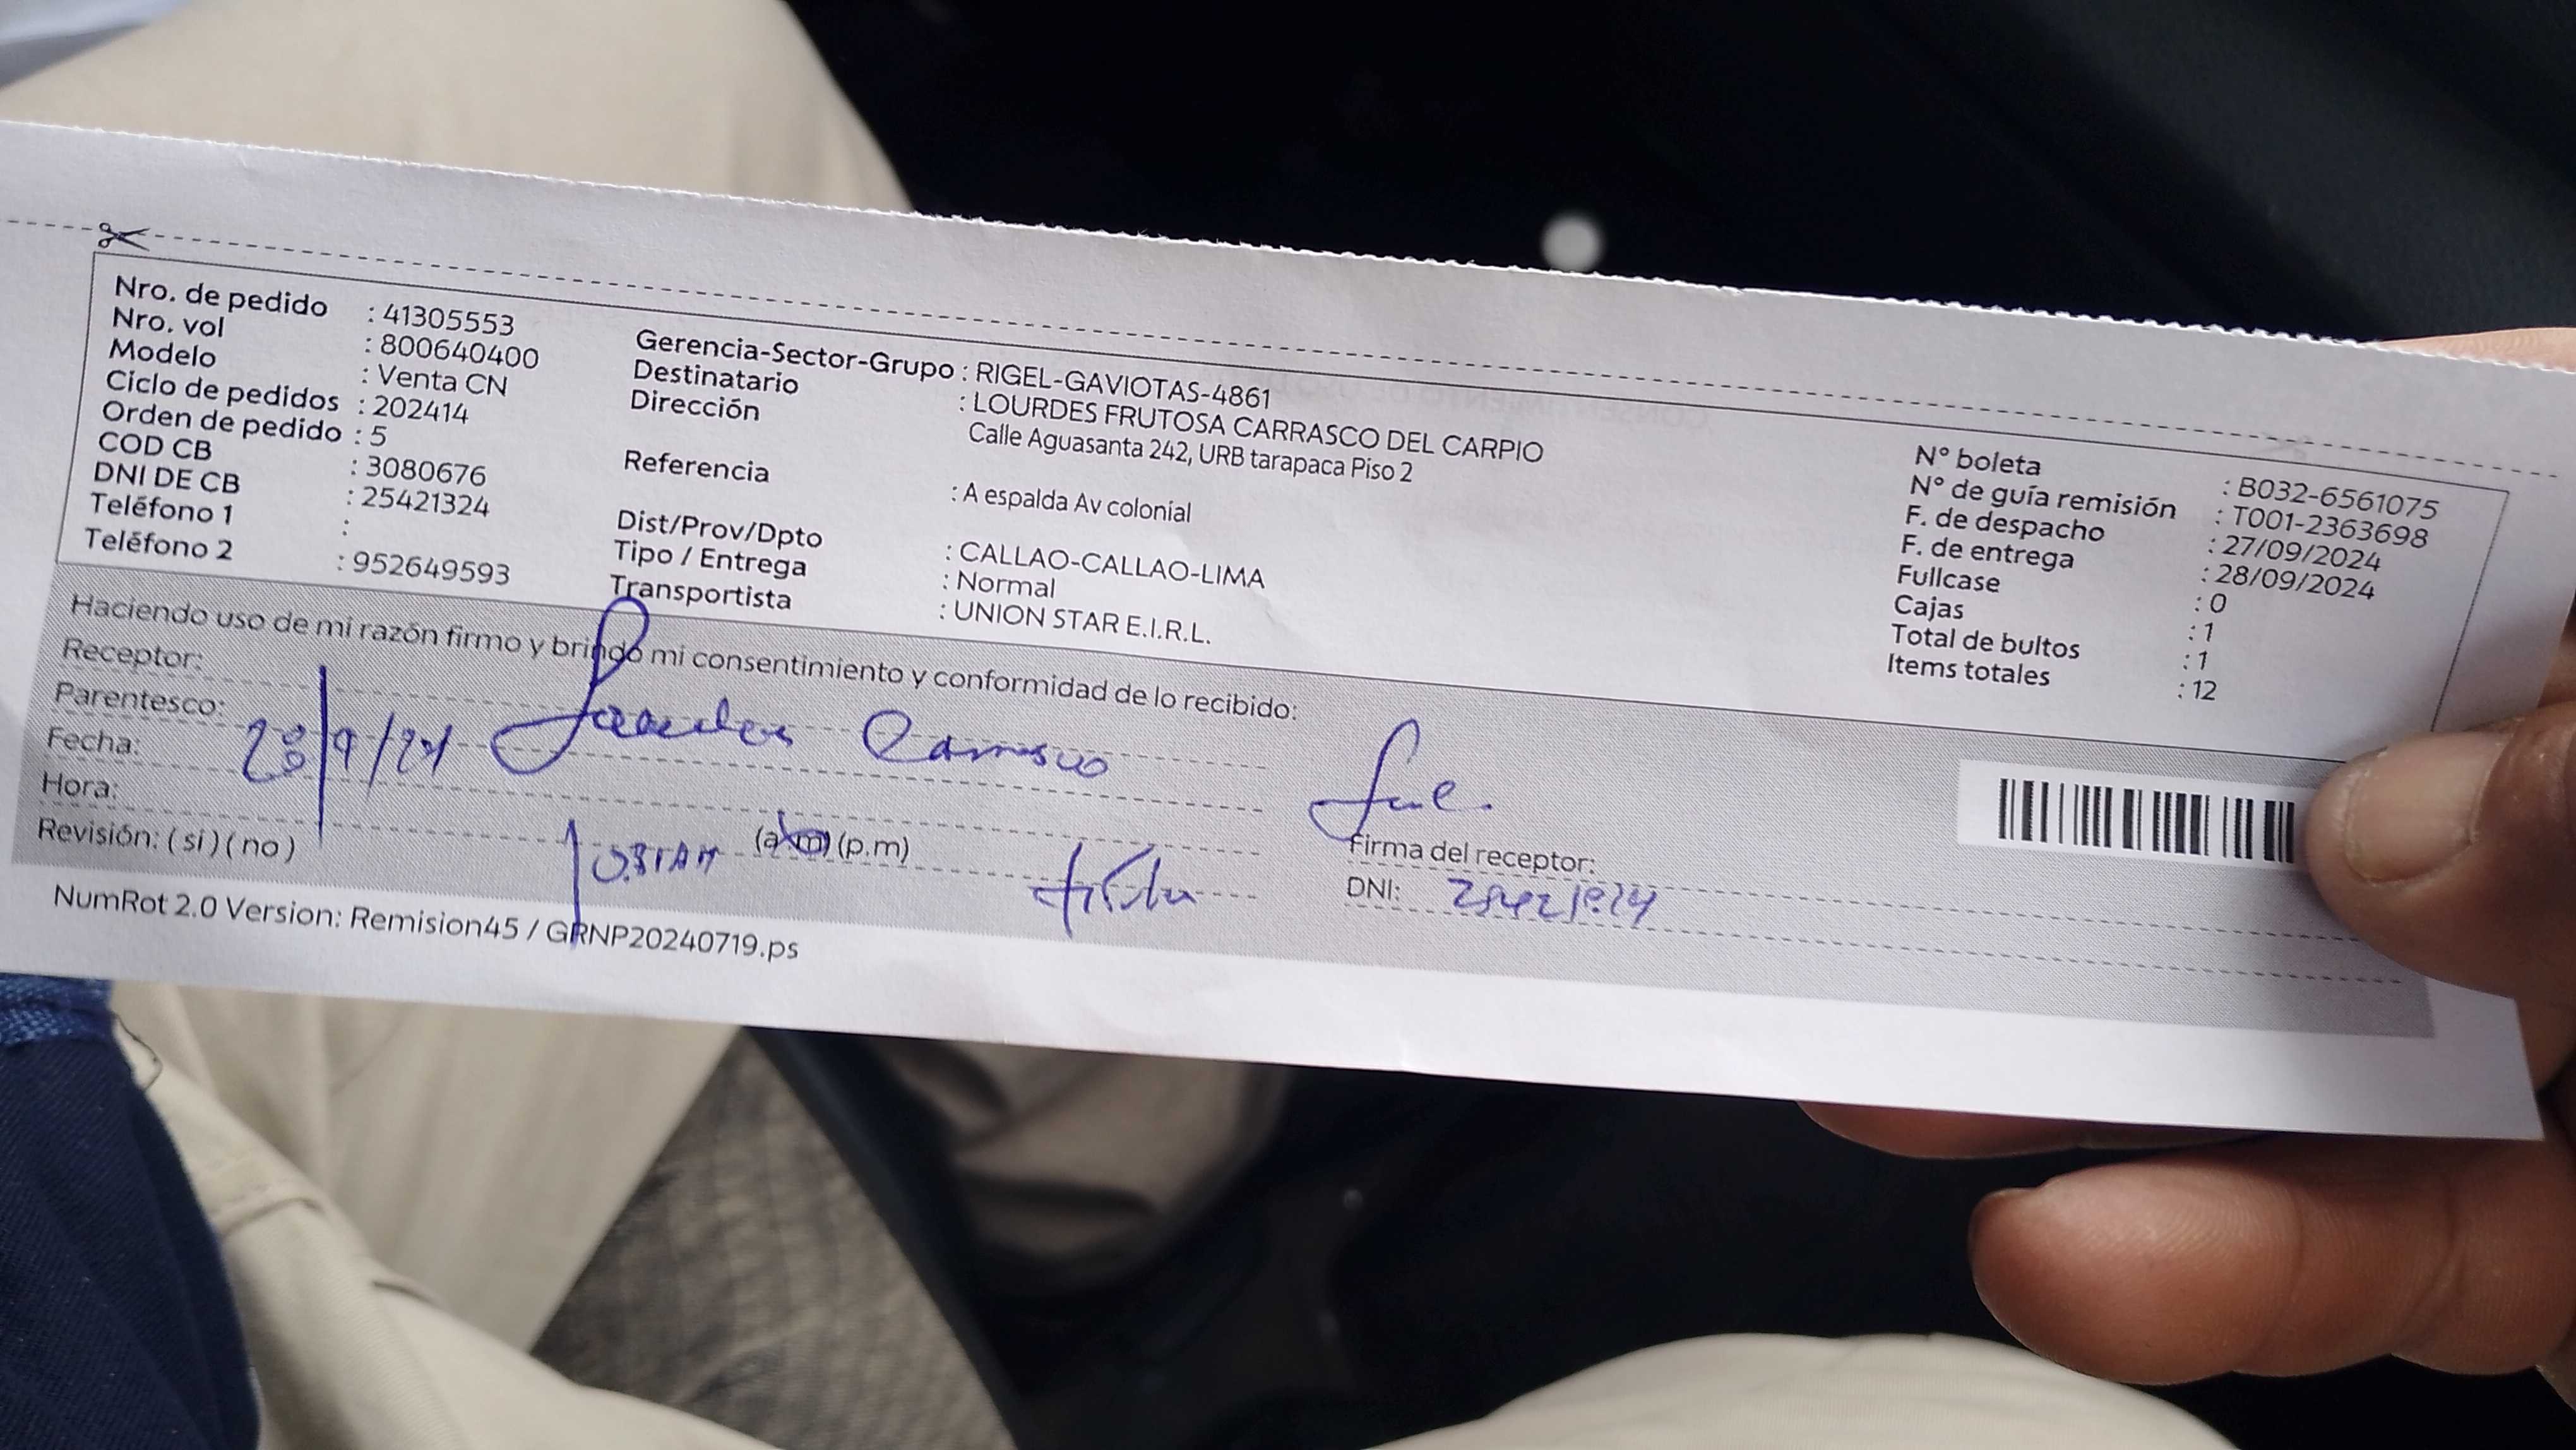 Nro. de pedido : 41305553
Nro. vol : 800640400
Modelo : Venta CN
Ciclo de pedidos : 202414
Orden de pedido : 5
COD CB : 3080676
DNI DE CB : 25421324
Teléfono 1 :
Teléfono 2 : 952649593
Gerencia-Sector-Grupo : RIGEL-GAVIOTAS-4861
Destinatario : LOURDES FRUTOSA CARRASCO DEL CARPIO
Dirección Calle Aguasanta 242, URB tarapaca Piso 2
Referencia : A espalda Av colonial
Dist/Prov/Dpto : CALLAO-CALLAO-LIMA
Tipo / Entrega : Normal
Transportista : UNION STAR E.I.R.L.
N° boleta : B032-6561075
N° de guía remisión : T001-2363698
F. de despacho : 27/09/2024
F. de entrega : 28/09/2024
Fullcase : 0
Cajas : 1
Total de bultos : 1
Items totales : 12
Haciendo uso de mi razón firmo y brindo mi consentimiento y conformidad de lo recibido:
Receptor:
Parentesco: Lourdes Carrasco
Fecha: 28/9/24
Hora: (a.m) (p.m)
Revisión: (si) (no)
Firma del receptor:
DNI:
NumRot 2.0 Version: Remision45 / GRNP20240719.ps